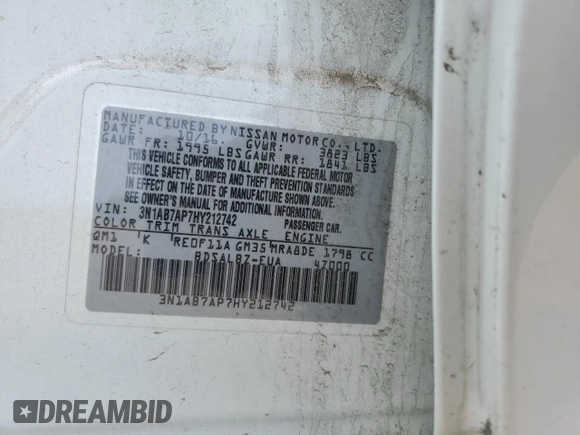 MANUFACTURED BY NISSAN MOTOR CO., LTD.
DATE: 10/16 GVWR: 3823 LBS
GAWR FR: 1995 LBS GAWR RR: 1841 LBS
THIS VEHICLE CONFORMS TO ALL APPLICABLE FEDERAL MOTOR
VEHICLE SAFETY, BUMPER AND THEFT PREVENTION STANDARDS
IN EFFECT ON THE DATE OF MANUFACTURE SHOWN ABOVE.
SEE OWNER'S MANUAL FOR ADDITIONAL INFORMATION.
VIN: 3N1AB7AP7HY212742 PASSENGER CAR.
COLOR TRIM TRANS AXLE ENGINE
QM1 K RE0F11A GM35 MRA8DE 1798 CC
MODEL: BDSALBZ-EUA 4Z000
3N1AB7AP7HY212742
DREAMBID